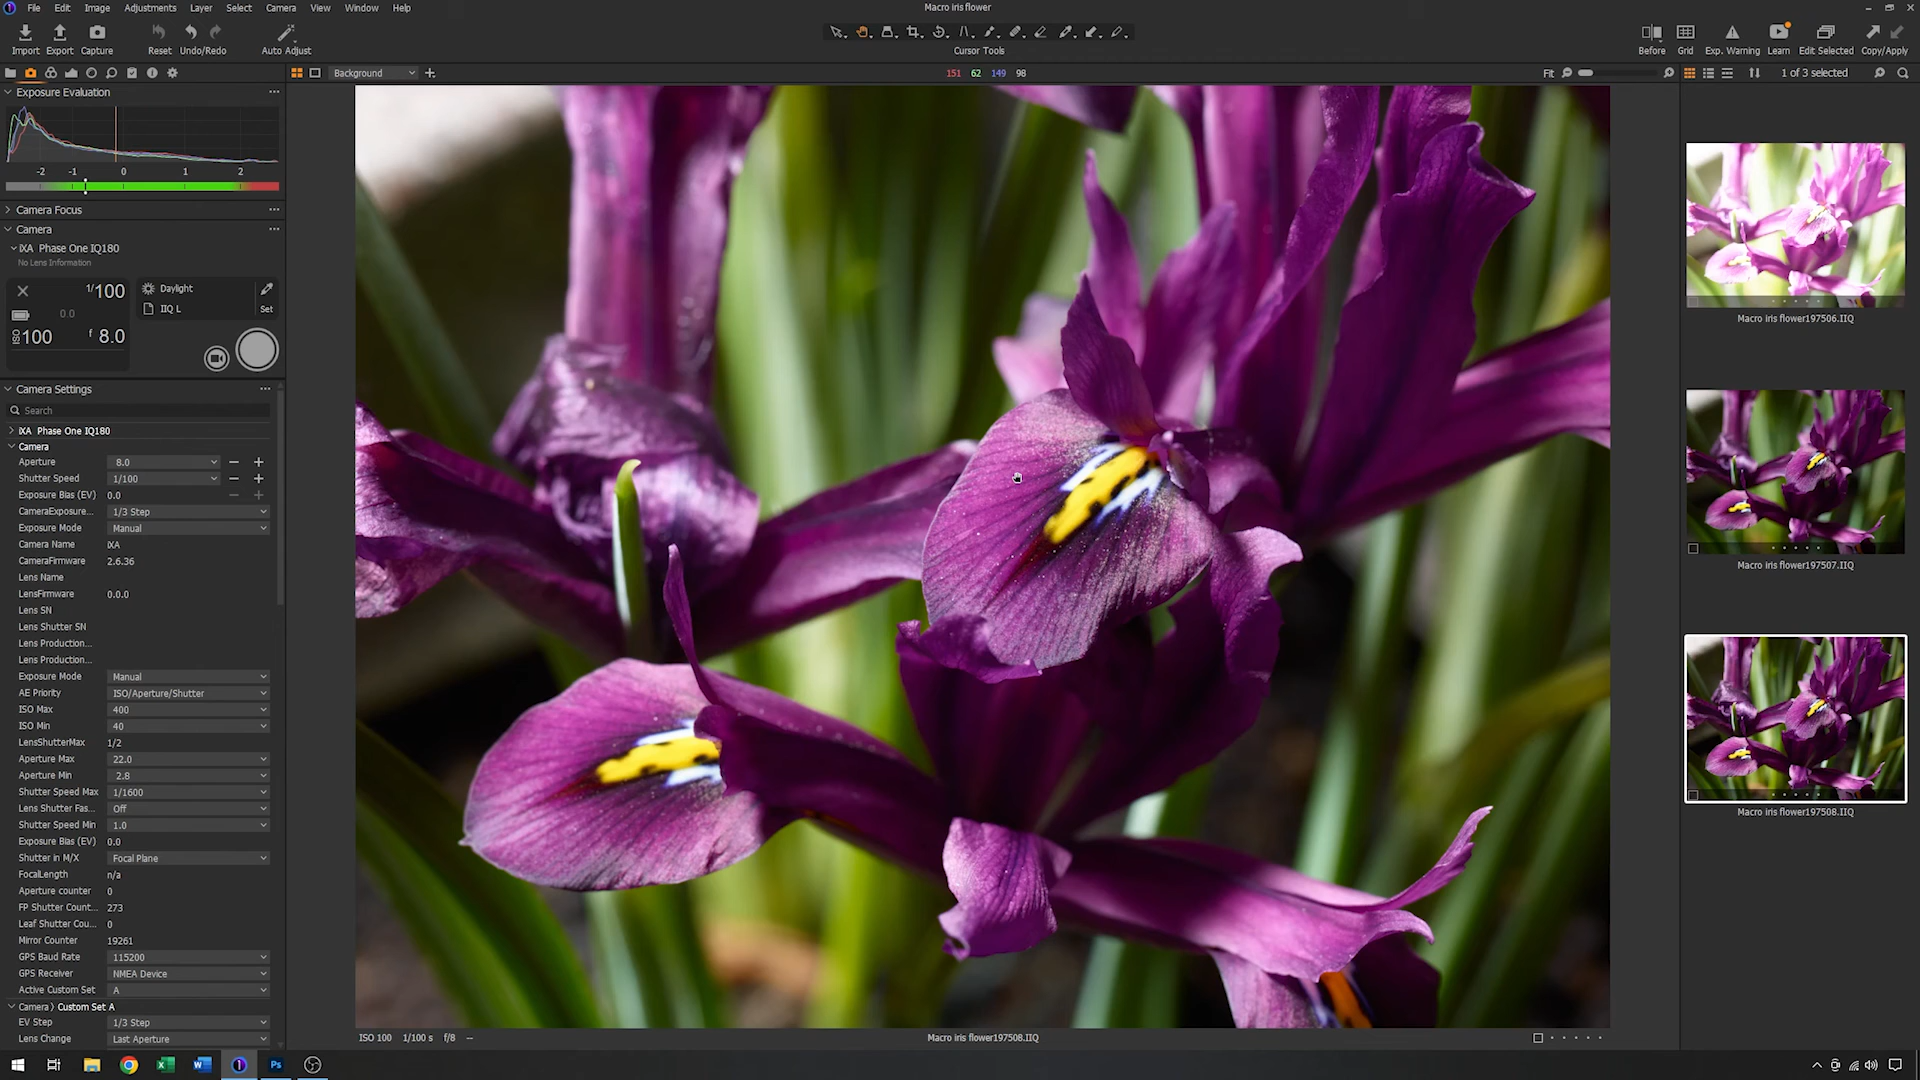 File Edit Image Adjustments Layer Select Camera View Window Help
Macro iris flower
Import Export Capture Reset Undo/Redo Auto Adjust
Cursor Tools
Before Grid Exp. Warning Learn Edit Selected Copy/Apply
Background
151 62 149 98
Fit
1 of 3 selected
Exposure Evaluation
-2 -1 0 1 2
Camera Focus
Camera
iXA Phase One IQ180
No Lens Information
1/100
0.0
ISO 100 f 8.0
Daylight
IIQ L
Set
Camera Settings
Search
iXA Phase One IQ180
Camera
Aperture 8.0
Shutter Speed 1/100
Exposure Bias (EV) 0.0
CameraExposure... 1/3 Step
Exposure Mode Manual
Camera Name iXA
CameraFirmware 2.6.36
Lens Name
LensFirmware 0.0.0
Lens SN
Lens Shutter SN
Lens Production...
Lens Production...
Exposure Mode Manual
AE Priority ISO/Aperture/Shutter
ISO Max 400
ISO Min 40
LensShutterMax 1/2
Aperture Max 22.0
Aperture Min 2.8
Shutter Speed Max 1/1600
Lens Shutter Fas... Off
Shutter Speed Min 1.0
Exposure Bias (EV) 0.0
Shutter in M/X Focal Plane
FocalLength n/a
Aperture counter 0
FP Shutter Count... 273
Leaf Shutter Cou... 0
Mirror Counter 19261
GPS Baud Rate 115200
GPS Receiver NMEA Device
Active Custom Set A
Camera › Custom Set A
EV Step 1/3 Step
Lens Change Last Aperture
ISO 100 1/100 s f/8 --
Macro iris flower197508.IIQ
Macro iris flower197506.IIQ
Macro iris flower197507.IIQ
Macro iris flower197508.IIQ